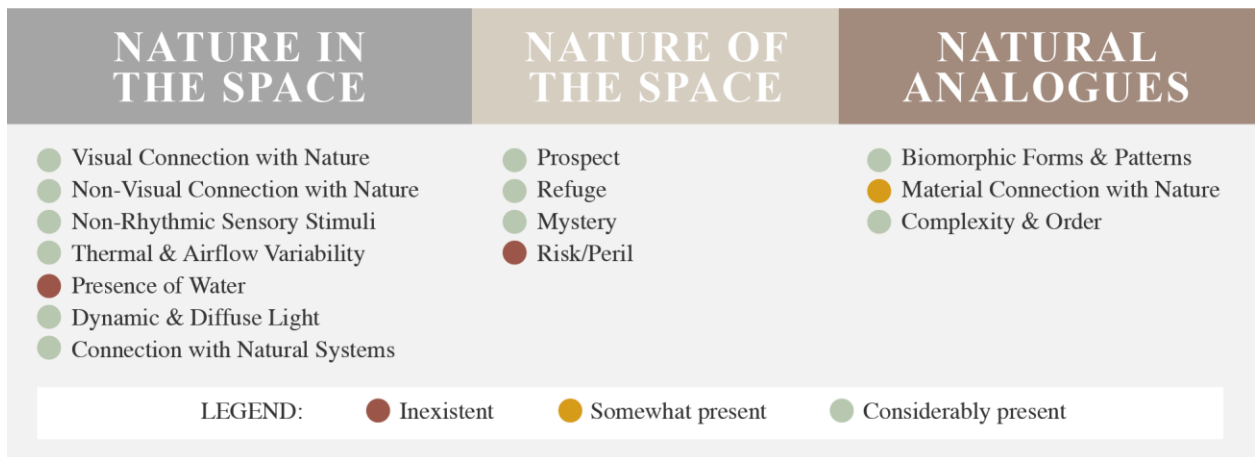 NATURE IN
THE SPACE
NATURE OF
THE SPACE
NATURAL
ANALOGUES
Visual Connection with Nature
Non-Visual Connection with Nature
Non-Rhythmic Sensory Stimuli
Thermal & Airflow Variability
Presence of Water
Dynamic & Diffuse Light
Connection with Natural Systems
Prospect
Refuge
Mystery
Risk/Peril
Biomorphic Forms & Patterns
Material Connection with Nature
Complexity & Order
LEGEND: Inexistent Somewhat present Considerably present